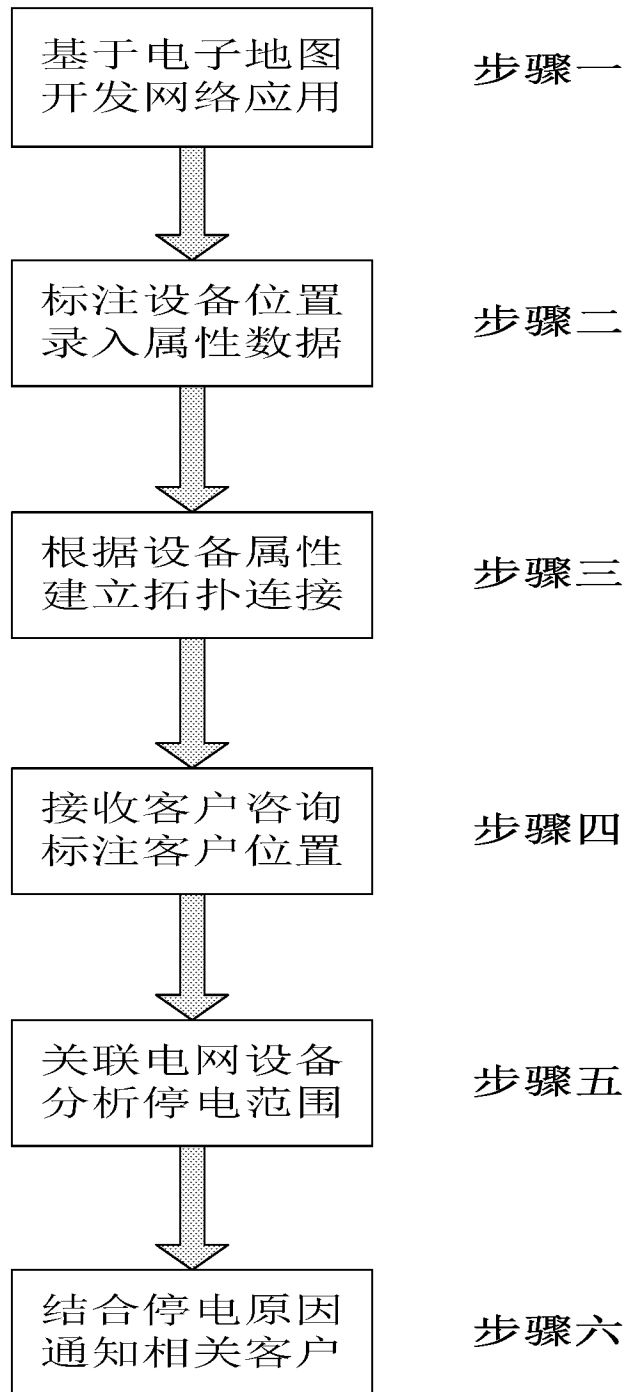 基于电子地图
开发网络应用
步骤一
标注设备位置
录入属性数据
步骤二
根据设备属性
建立拓扑连接
步骤三
接收客户咨询
标注客户位置
步骤四
关联电网设备
分析停电范围
步骤五
结合停电原因
通知相关客户
步骤六